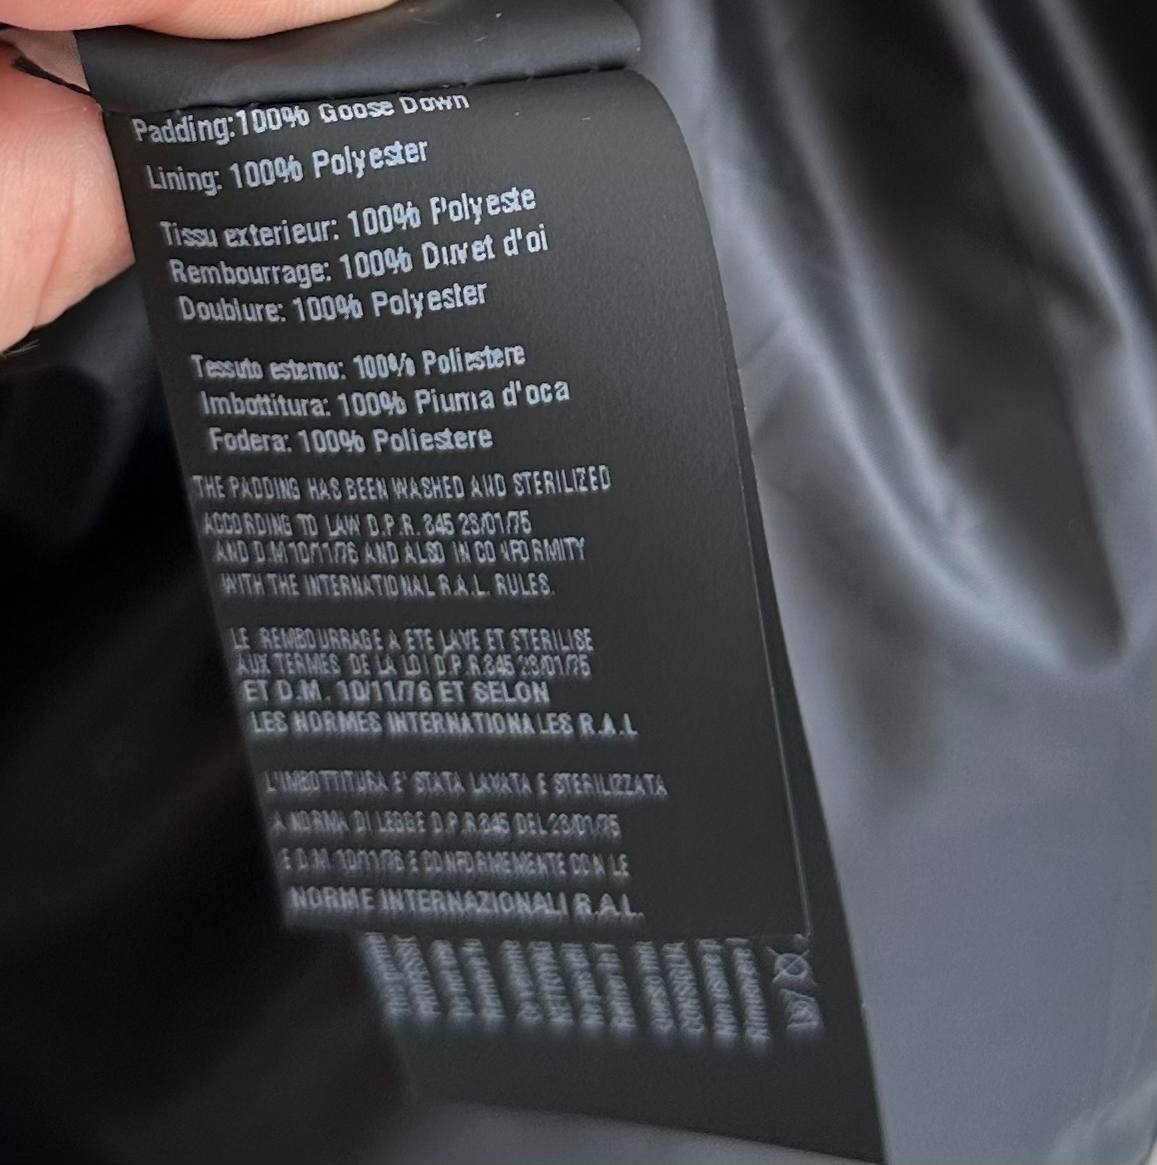 Padding:100% Goose Down
Lining: 100% Polyester
Tissu exterieur: 100% Polyeste
Rembourrage: 100% Duvet d'oi
Doublure: 100% Polyester
Tessuto esterno: 100% Poliestere
Imbottitura: 100% Piuma d'oca
Fodera: 100% Poliestere
THE PADDING HAS BEEN WASHED AND STERILIZED
ACCORDING TO LAW D.P.R. 845 23/01/75
AND D.M 10/11/76 AND ALSO IN CONFORMITY
WITH THE INTERNATIONAL R.A.L. RULES.
LE REMBOURRAGE A ETE LAVE ET STERILISE
AUX TERMES DE LA LOI D.P.R.845 23/01/75
ET D.M. 10/11/76 ET SELON
LES NORMES INTERNATIONALES R.A.L
L'IMBOTTITURA E' STATA LAVATA E STERILIZZATA
A NORMA DI LEGGE D.P.R.845 DEL 23/01/75
E D.M. 10/11/76 E CONFORMEMENTE CON LE
NORME INTERNAZIONALI R.A.L.